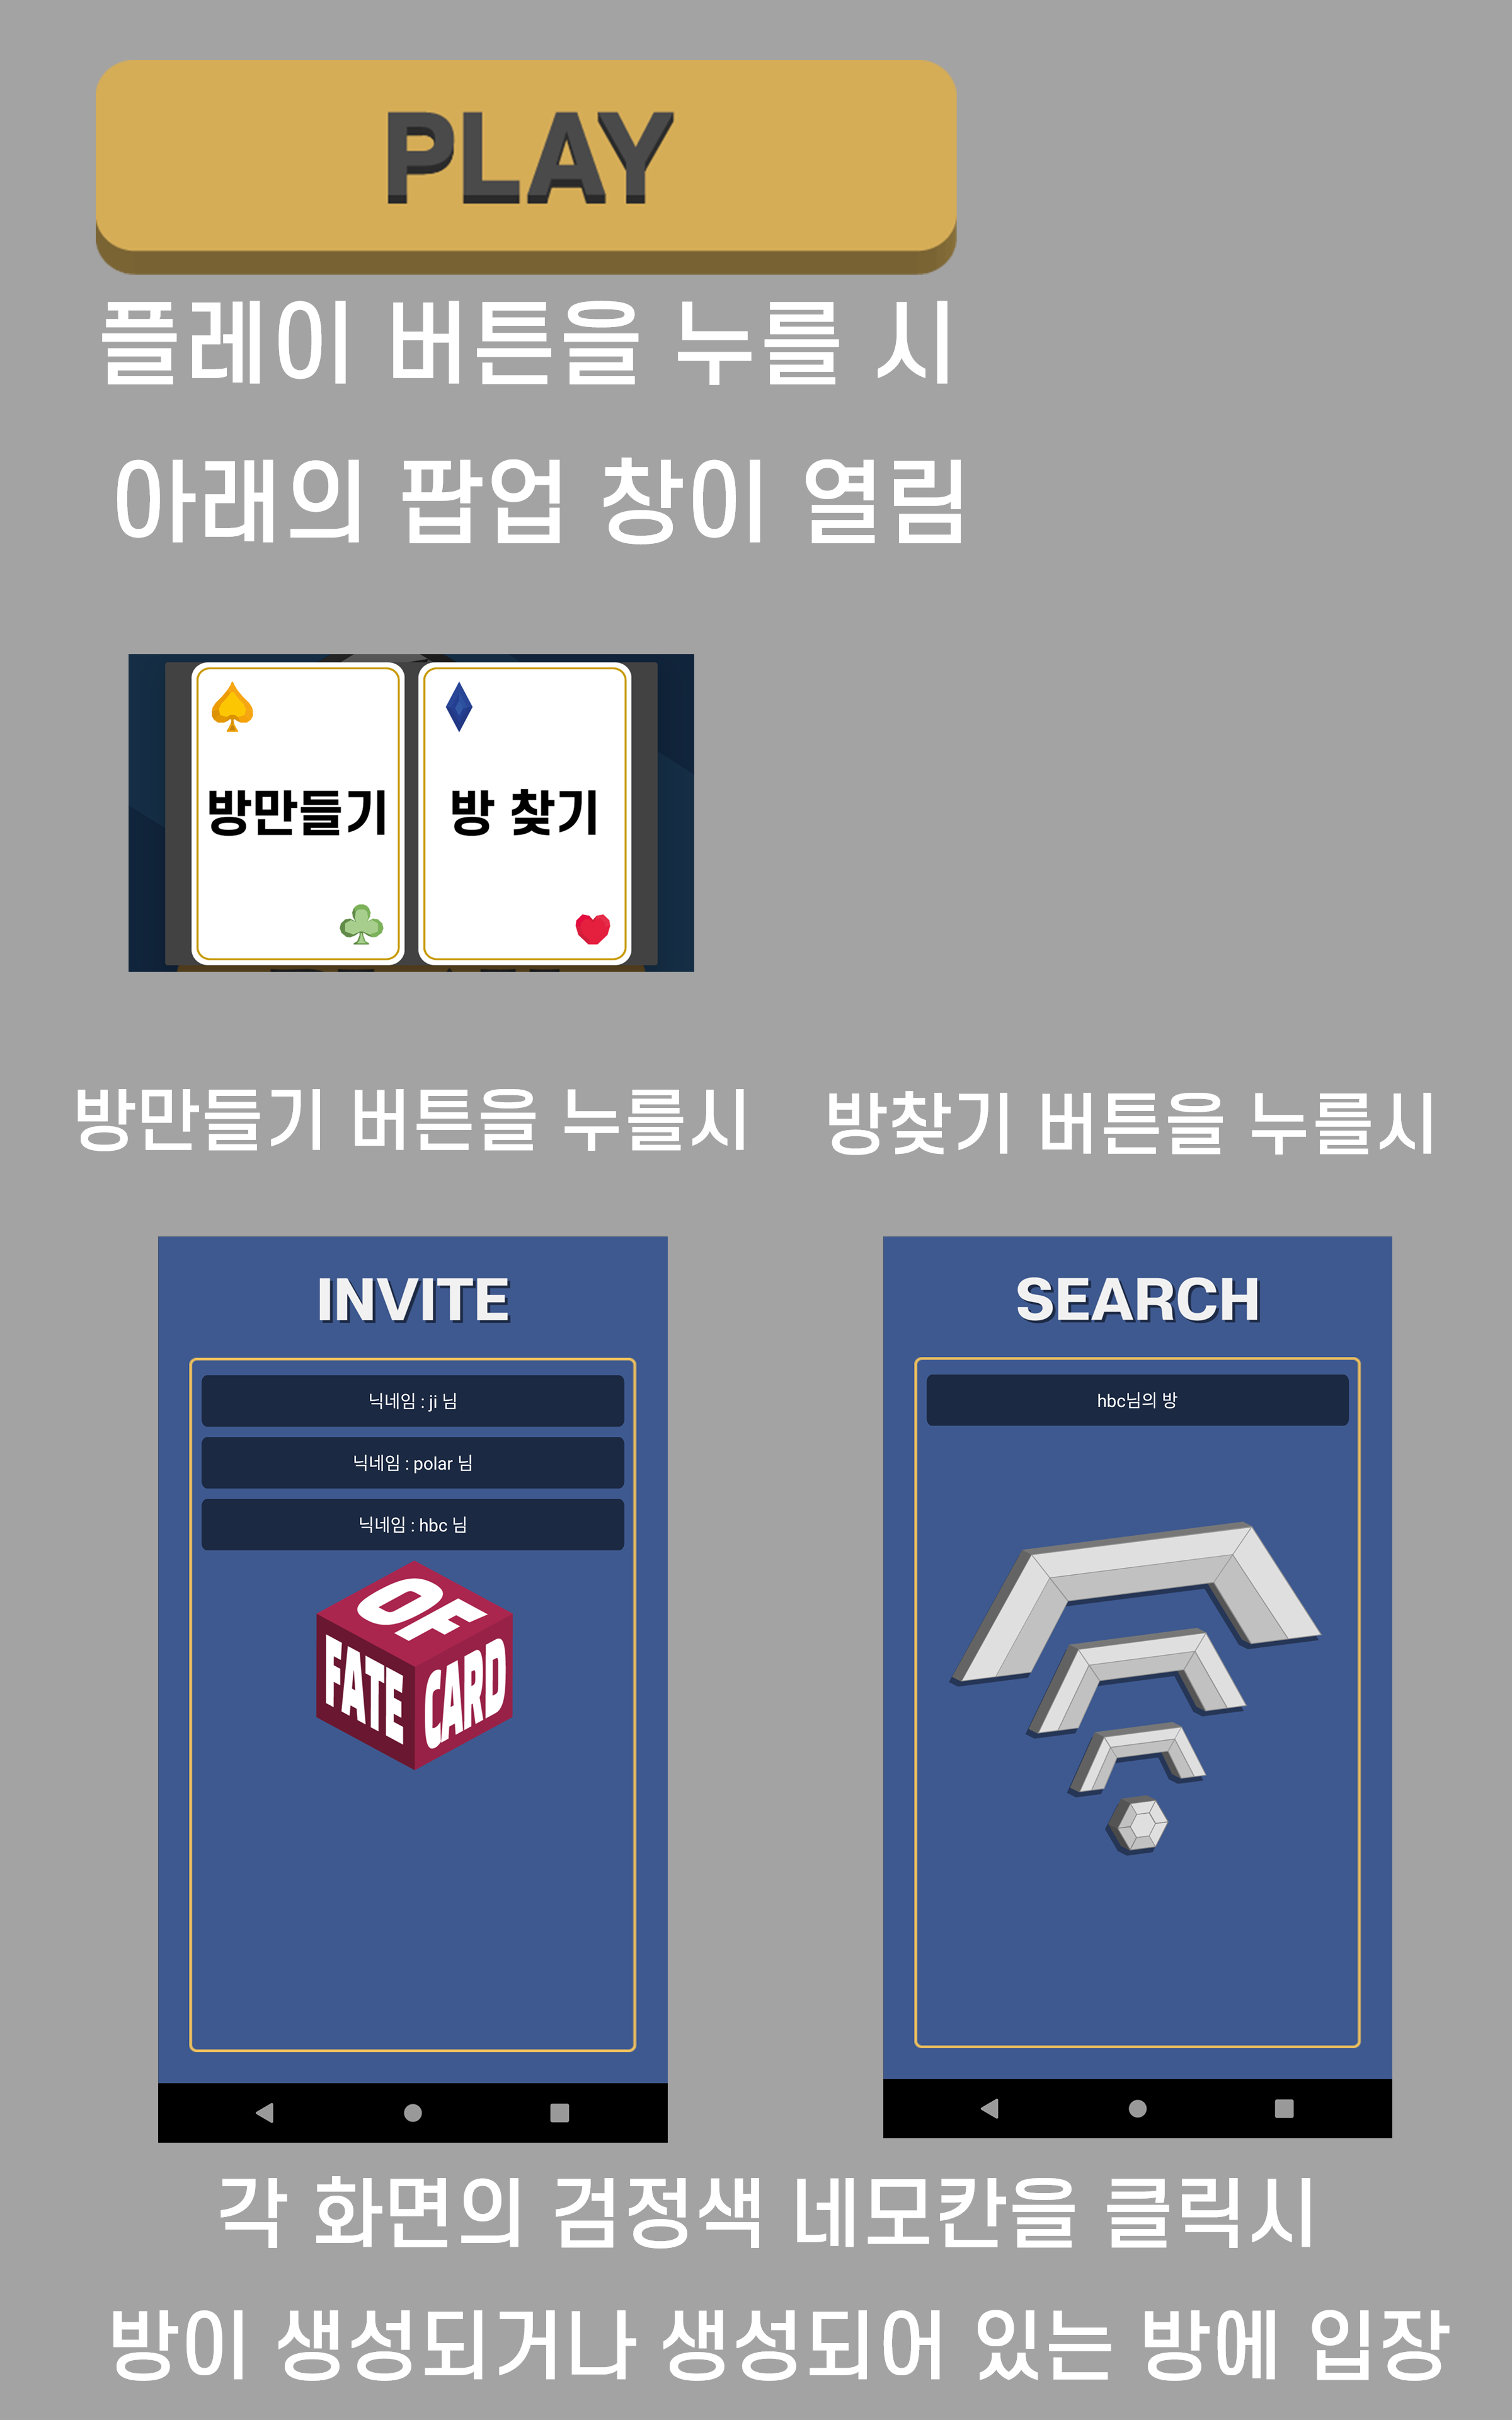 PLAY
플레이 버튼을 누를 시
아래의 팝업 창이 열림
방만들기
방 찾기
방만들기 버튼을 누를시
방찾기 버튼을 누를시
INVITE
닉네임 : ji 님
닉네임 : polar 님
닉네임 : hbc 님
OF
FATE
CARD
SEARCH
hbc님의 방
각 화면의 검정색 네모칸을 클릭시
방이 생성되거나 생성되어 잇는 방에 입장